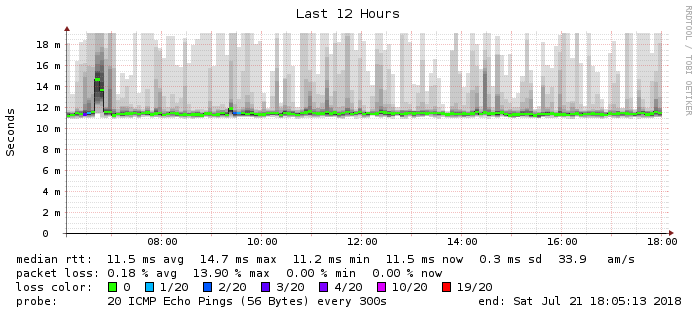 Last 12 Hours
RRDTOOL / TOBI OETIKER
Seconds
18 m
16 m
14 m
12 m
10 m
8 m
6 m
4 m
2 m
0
08:00 10:00 12:00 14:00 16:00 18:00
median rtt: 11.5 ms avg 14.7 ms max 11.2 ms min 11.5 ms now 0.3 ms sd 33.9 am/s
packet loss: 0.18 % avg 13.90 % max 0.00 % min 0.00 % now
loss color: 0 1/20 2/20 3/20 4/20 10/20 19/20
probe: 20 ICMP Echo Pings (56 Bytes) every 300s end: Sat Jul 21 18:05:13 2018